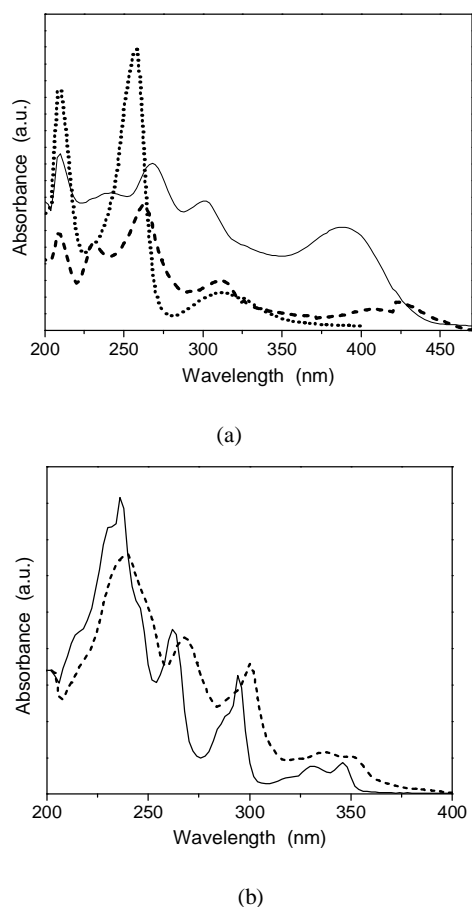 Absorbance (a.u.)
200 250 300 350 400 450
Wavelength (nm)
(a)
Absorbance (a.u.)
200 250 300 350 400
Wavelength (nm)
(b)